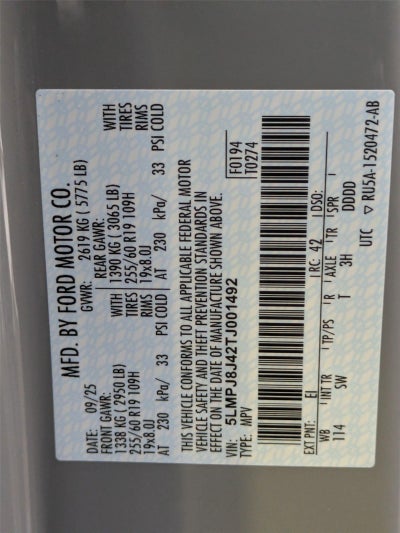 MFD. BY FORD MOTOR CO.
DATE: 09/25 GVWR: 2619 KG ( 5775 LB)
FRONT GAWR: REAR GAWR:
1338 KG (2950 LB) WITH 1390 KG ( 3065 LB) WITH
255/60 R19 109H TIRES 255/60 R19 109H TIRES
19x8.0J RIMS 19x8.0J RIMS
AT 230 kPa/ 33 PSI COLD AT 230 kPa/ 33 PSI COLD
THIS VEHICLE CONFORMS TO ALL APPLICABLE FEDERAL MOTOR
VEHICLE SAFETY AND THEFT PREVENTION STANDARDS IN
EFFECT ON THE DATE OF MANUFACTURE SHOWN ABOVE.
VIN: 5LMPJ8J42TJ001492
TYPE: MPV
F0194
T0274
EXT PNT: EI RC: 42 DSO:
WB INT TR TP/PS R AXLE TR SPR
114 SW T 3H DDDD
UTC ▽ RU5A-1520472-AB